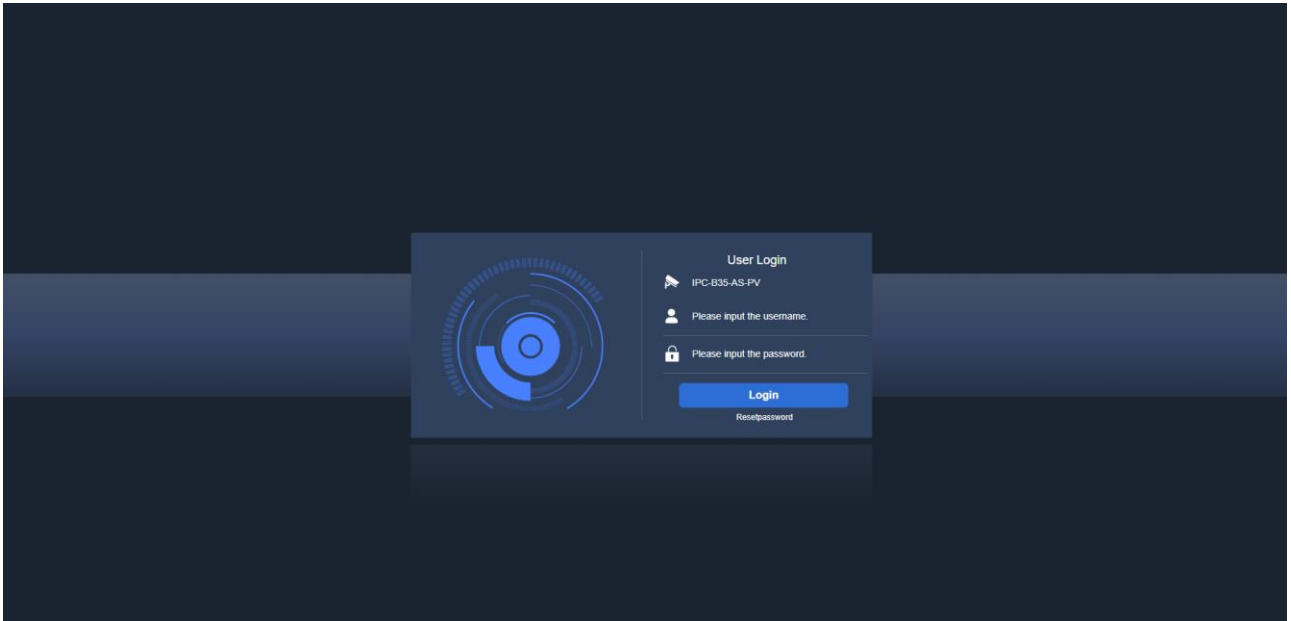 User Login
IPC-B35-AS-PV
Please input the username.
Please input the password.
Login
Resetpassword